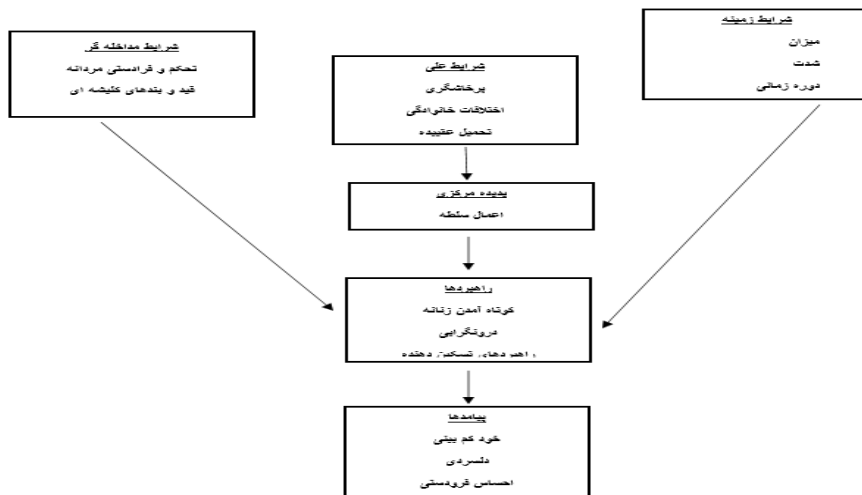 شرایط زمینه
میزان
شدت
دوره زمانی
شرایط علی
پرخاشگری
اختلافات خانوادگی
تحمیل عقیده
شرایط مداخله گر
تحکم و فرادستی مردانه
قید و بندهای کلیشه ای
پدیده مرکزی
اعمال سلطه
راهبردها
کوتاه آمدن زنانه
درونگرایی
راهبردهای تسکین دهنده
پیامدها
خود کم بینی
دلسردی
احساس فرودستی